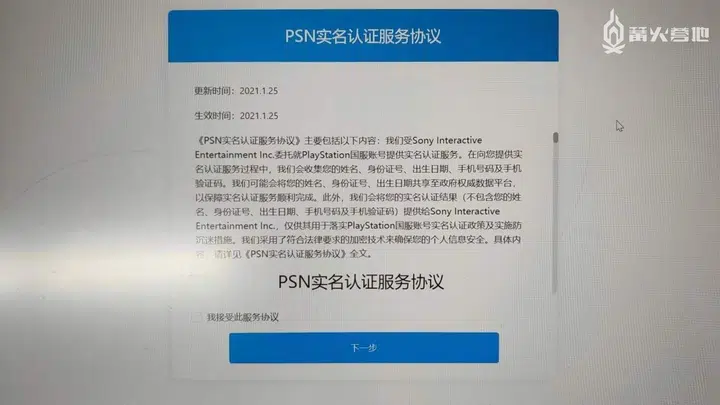 PSN实名认证服务协议
篝火营地
更新时间：2021.1.25
生效时间：2021.1.25
《PSN实名认证服务协议》主要包括以下内容：我们受Sony Interactive
Entertainment Inc.委托就PlayStation国服账号提供实名认证服务。在向您提供实
名认证服务过程中，我们会收集您的姓名、身份证号、出生日期、手机号码及手机
验证码。我们可能会将您的姓名、身份证号、出生日期共享至政府权威数据平台，
以保障实名认证服务顺利完成。此外，我们会将您的实名认证结果（不包含您的姓
名、身份证号、出生日期、手机号码及手机验证码）提供给Sony Interactive
Entertainment Inc.，仅供其用于落实PlayStation国服账号实名认证政策及实施防
沉迷措施。我们采用了符合法律要求的加密技术来确保您的个人信息安全。具体内
容，请详见《PSN实名认证服务协议》全文。
PSN实名认证服务协议
我接受此服务协议
下一步